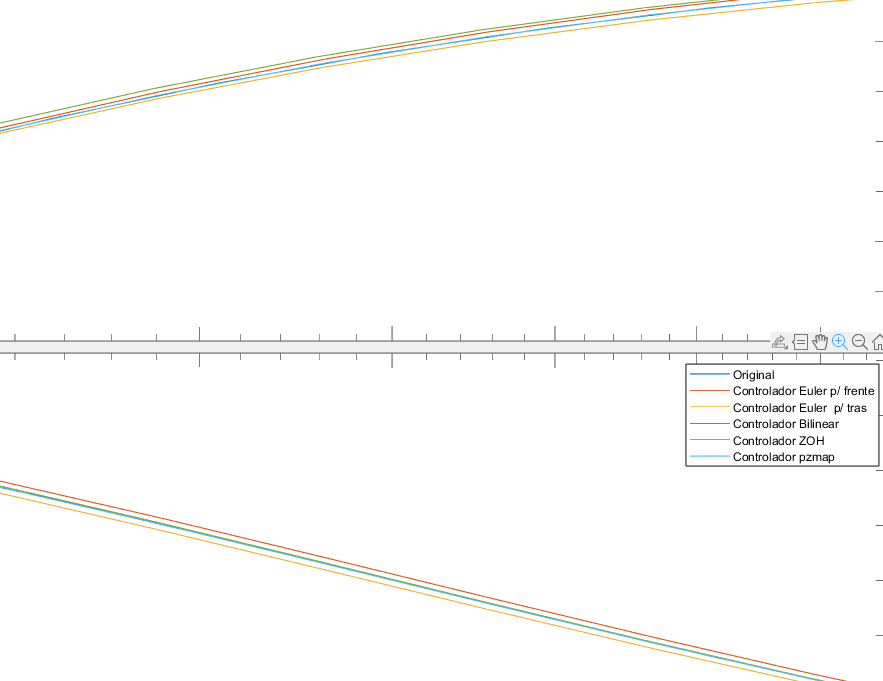 Original
Controlador Euler p/ frente
Controlador Euler  p/ tras
Controlador Bilinear
Controlador ZOH
Controlador pzmap